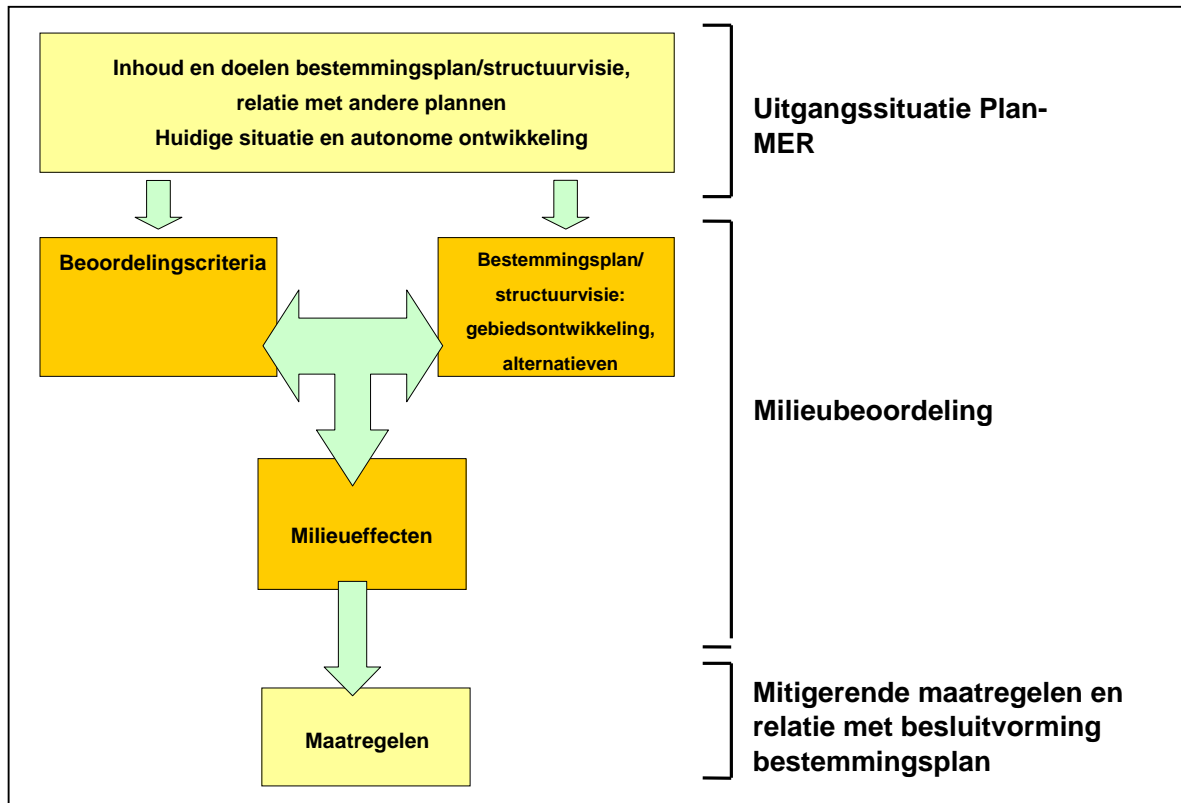 Inhoud en doelen bestemmingsplan/structuurvisie,
relatie met andere plannen
Huidige situatie en autonome ontwikkeling
Uitgangssituatie Plan-
MER
Beoordelingscriteria
Bestemmingsplan/
structuurvisie:
gebiedsontwikkeling,
alternatieven
Milieubeoordeling
Milieueffecten
Maatregelen
Mitigerende maatregelen en
relatie met besluitvorming
bestemmingsplan